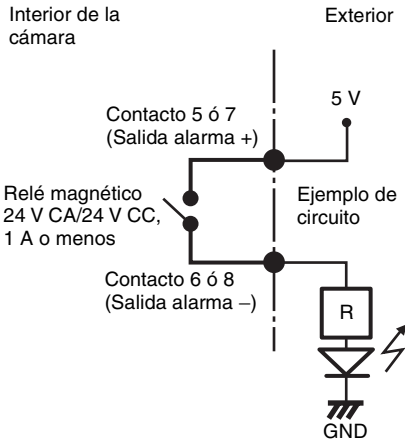 Interior de la
cámara
Exterior
5 V
Contacto 5 ó 7
(Salida alarma +)
Relé magnético
24 V CA/24 V CC,
1 A o menos
Ejemplo de
circuito
Contacto 6 ó 8
(Salida alarma –)
R
GND